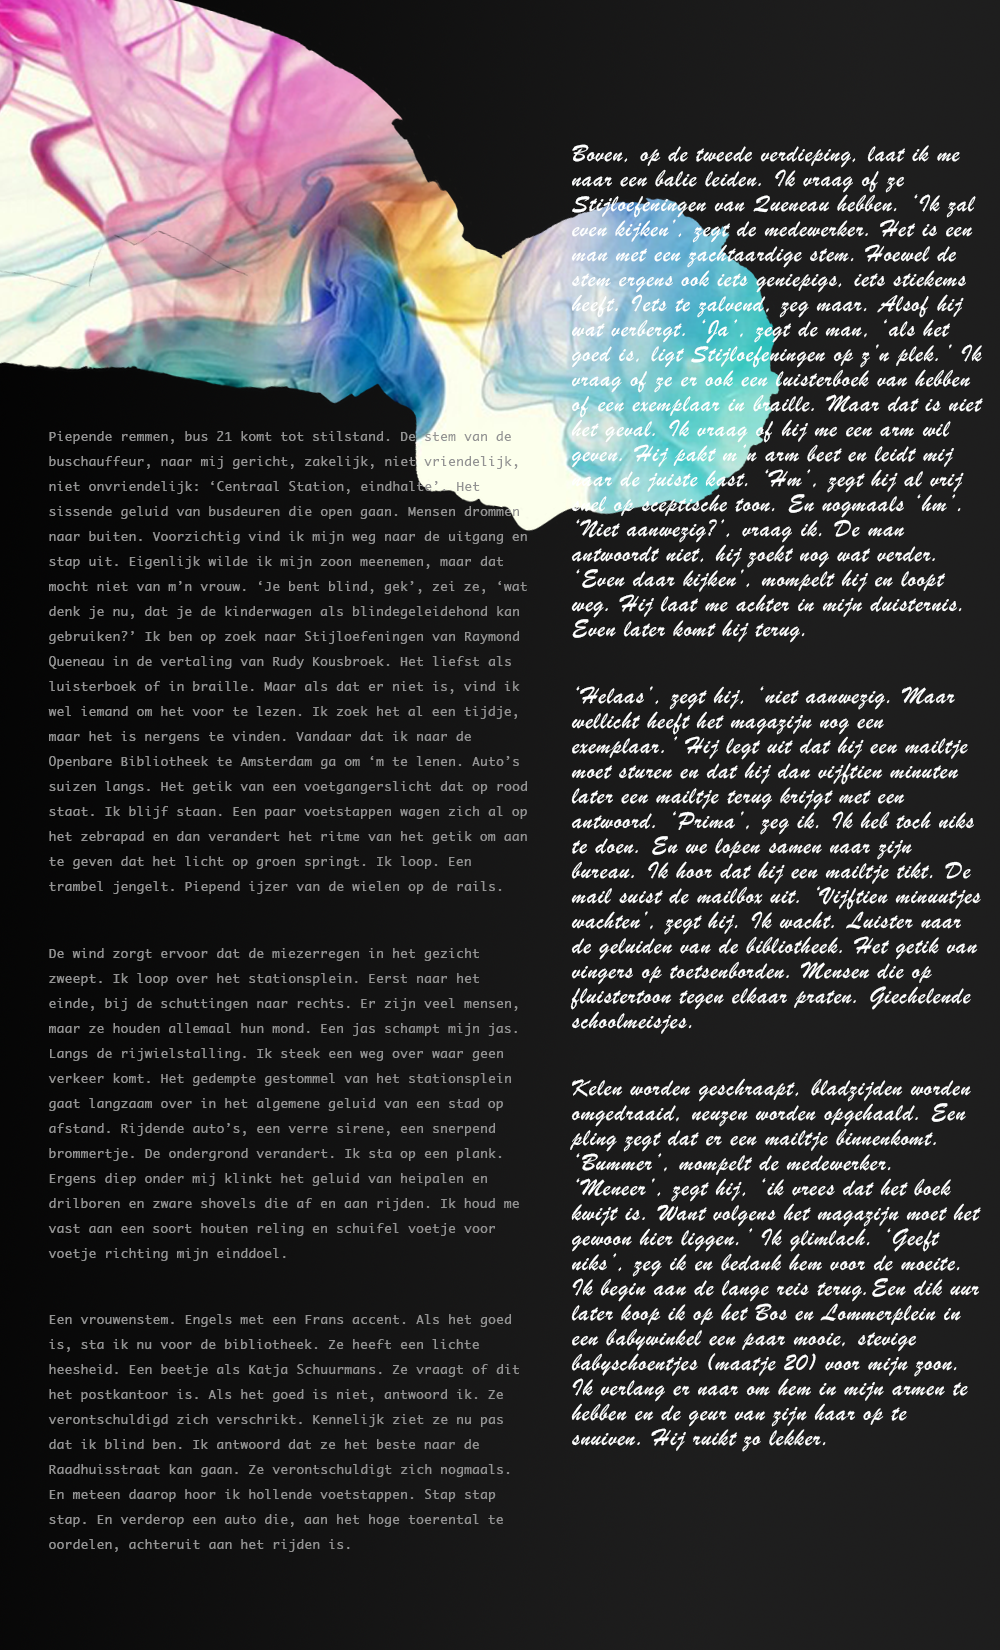 Piepende remmen, bus 21 komt tot stilstand. De stem van de
buschauffeur, naar mij gericht, zakelijk, niet vriendelijk,
niet onvriendelijk: ‘Centraal Station, eindhalte’. Het
sissende geluid van busdeuren die open gaan. Mensen drommen
naar buiten. Voorzichtig vind ik mijn weg naar de uitgang en
stap uit. Eigenlijk wilde ik mijn zoon meenemen, maar dat
mocht niet van m’n vrouw. ‘Je bent blind, gek’, zei ze, ‘wat
denk je nu, dat je de kinderwagen als blindegeleidehond kan
gebruiken?’ Ik ben op zoek naar Stijloefeningen van Raymond
Queneau in de vertaling van Rudy Kousbroek. Het liefst als
luisterboek of in braille. Maar als dat er niet is, vind ik
wel iemand om het voor te lezen. Ik zoek het al een tijdje,
maar het is nergens te vinden. Vandaar dat ik naar de
Openbare Bibliotheek te Amsterdam ga om ‘m te lenen. Auto’s
suizen langs. Het getik van een voetgangerslicht dat op rood
staat. Ik blijf staan. Een paar voetstappen wagen zich al op
het zebrapad en dan verandert het ritme van het getik om aan
te geven dat het licht op groen springt. Ik loop. Een
trambel jengelt. Piepend ijzer van de wielen op de rails.
De wind zorgt ervoor dat de miezerregen in het gezicht
zweept. Ik loop over het stationsplein. Eerst naar het
einde, bij de schuttingen naar rechts. Er zijn veel mensen,
maar ze houden allemaal hun mond. Een jas schampt mijn jas.
Langs de rijwielstalling. Ik steek een weg over waar geen
verkeer komt. Het gedempte gestommel van het stationsplein
gaat langzaam over in het algemene geluid van een stad op
afstand. Rijdende auto’s, een verre sirene, een snerpend
brommertje. De ondergrond verandert. Ik sta op een plank.
Ergens diep onder mij klinkt het geluid van heipalen en
drilboren en zware shovels die af en aan rijden. Ik houd me
vast aan een soort houten reling en schuifel voetje voor
voetje richting mijn einddoel.
Een vrouwenstem. Engels met een Frans accent. Als het goed
is, sta ik nu voor de bibliotheek. Ze heeft een lichte
heesheid. Een beetje als Katja Schuurmans. Ze vraagt of dit
het postkantoor is. Als het goed is niet, antwoord ik. Ze
verontschuldigd zich verschrikt. Kennelijk ziet ze nu pas
dat ik blind ben. Ik antwoord dat ze het beste naar de
Raadhuisstraat kan gaan. Ze verontschuldigt zich nogmaals.
En meteen daarop hoor ik hollende voetstappen. Stap stap
stap. En verderop een auto die, aan het hoge toerental te
oordelen, achteruit aan het rijden is.
Boven, op de tweede verdieping, laat ik me
naar een balie leiden. Ik vraag of ze
Stijloefeningen van Queneau hebben. ‘Ik zal
even kijken’, zegt de medewerker. Het is een
man met een zachtaardige stem. Hoewel de
stem ergens ook iets geniepigs, iets stiekems
heeft. Iets te zalvend, zeg maar. Alsof hij
wat verbergt. ‘Ja’, zegt de man, ‘als het
goed is, ligt Stijloefeningen op z’n plek.’ Ik
vraag of ze er ook een luisterboek van hebben
of een exemplaar in braille. Maar dat is niet
het geval. Ik vraag of hij me een arm wil
geven. Hij pakt m’n arm beet en leidt mij
naar de juiste kast. ‘Hm’, zegt hij al vrij
snel op sceptische toon. En nogmaals ‘hm’.
‘Niet aanwezig?’, vraag ik. De man
antwoordt niet, hij zoekt nog wat verder.
‘Even daar kijken’, mompelt hij en loopt
weg. Hij laat me achter in mijn duisternis.
Even later komt hij terug.
‘Helaas’, zegt hij, ‘niet aanwezig. Maar
wellicht heeft het magazijn nog een
exemplaar.’ Hij legt uit dat hij een mailtje
moet sturen en dat hij dan vijftien minuten
later een mailtje terug krijgt met een
antwoord. ‘Prima’, zeg ik. Ik heb toch niks
te doen. En we lopen samen naar zijn
bureau. Ik hoor dat hij een mailtje tikt. De
mail suist de mailbox uit. ‘Vijftien minuutjes
wachten’, zegt hij. Ik wacht. Luister naar
de geluiden van de bibliotheek. Het getik van
vingers op toetsenborden. Mensen die op
fluistertoon tegen elkaar praten. Giechelende
schoolmeisjes.
Kelen worden geschraapt, bladzijden worden
omgedraaid, neuzen worden opgehaald. Een
pling zegt dat er een mailtje binnenkomt.
‘Bummer’, mompelt de medewerker.
‘Meneer’, zegt hij, ‘ik vrees dat het boek
kwijt is. Want volgens het magazijn moet het
gewoon hier liggen.’ Ik glimlach. ‘Geeft
niks’, zeg ik en bedank hem voor de moeite.
Ik begin aan de lange reis terug. Een dik uur
later koop ik op het Bos en Lommerplein in
een babywinkel een paar mooie, stevige
babyschoentjes (maatje 20) voor mijn zoon.
Ik verlang er naar om hem in mijn armen te
hebben en de geur van zijn haar op te
snuiven. Hij ruikt zo lekker.